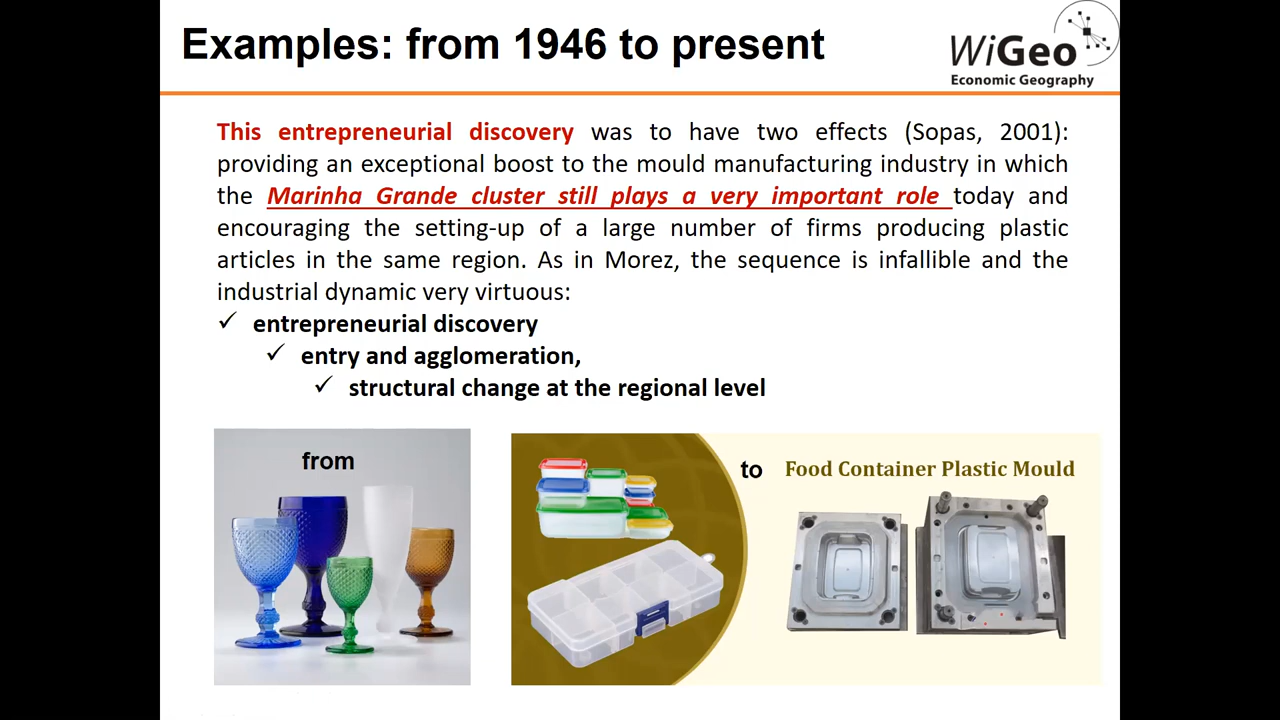 Examples: from 1946 to present
WiGeo
Economic Geography
This entrepreneurial discovery was to have two effects (Sopas, 2001):
providing an exceptional boost to the mould manufacturing industry in which
the Marinha Grande cluster still plays a very important role today and
encouraging the setting-up of a large number of firms producing plastic
articles in the same region. As in Morez, the sequence is infallible and the
industrial dynamic very virtuous:
✓ entrepreneurial discovery
✓ entry and agglomeration,
✓ structural change at the regional level
from
to
Food Container Plastic Mould